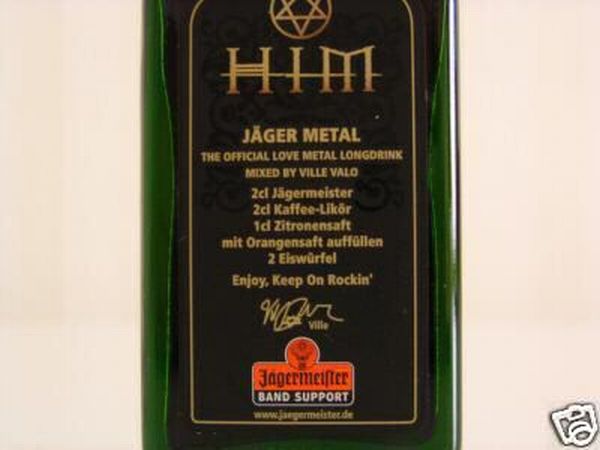 HIM
JÄGER METAL
THE OFFICIAL LOVE METAL LONGDRINK
MIXED BY VILLE VALO
2cl Jägermeister
2cl Kaffee-Likör
1cl Zitronensaft
mit Orangensaft auffüllen
2 Eiswürfel
Enjoy, Keep On Rockin'
Ville
Jägermeister
BAND SUPPORT
www.jaegermeister.de